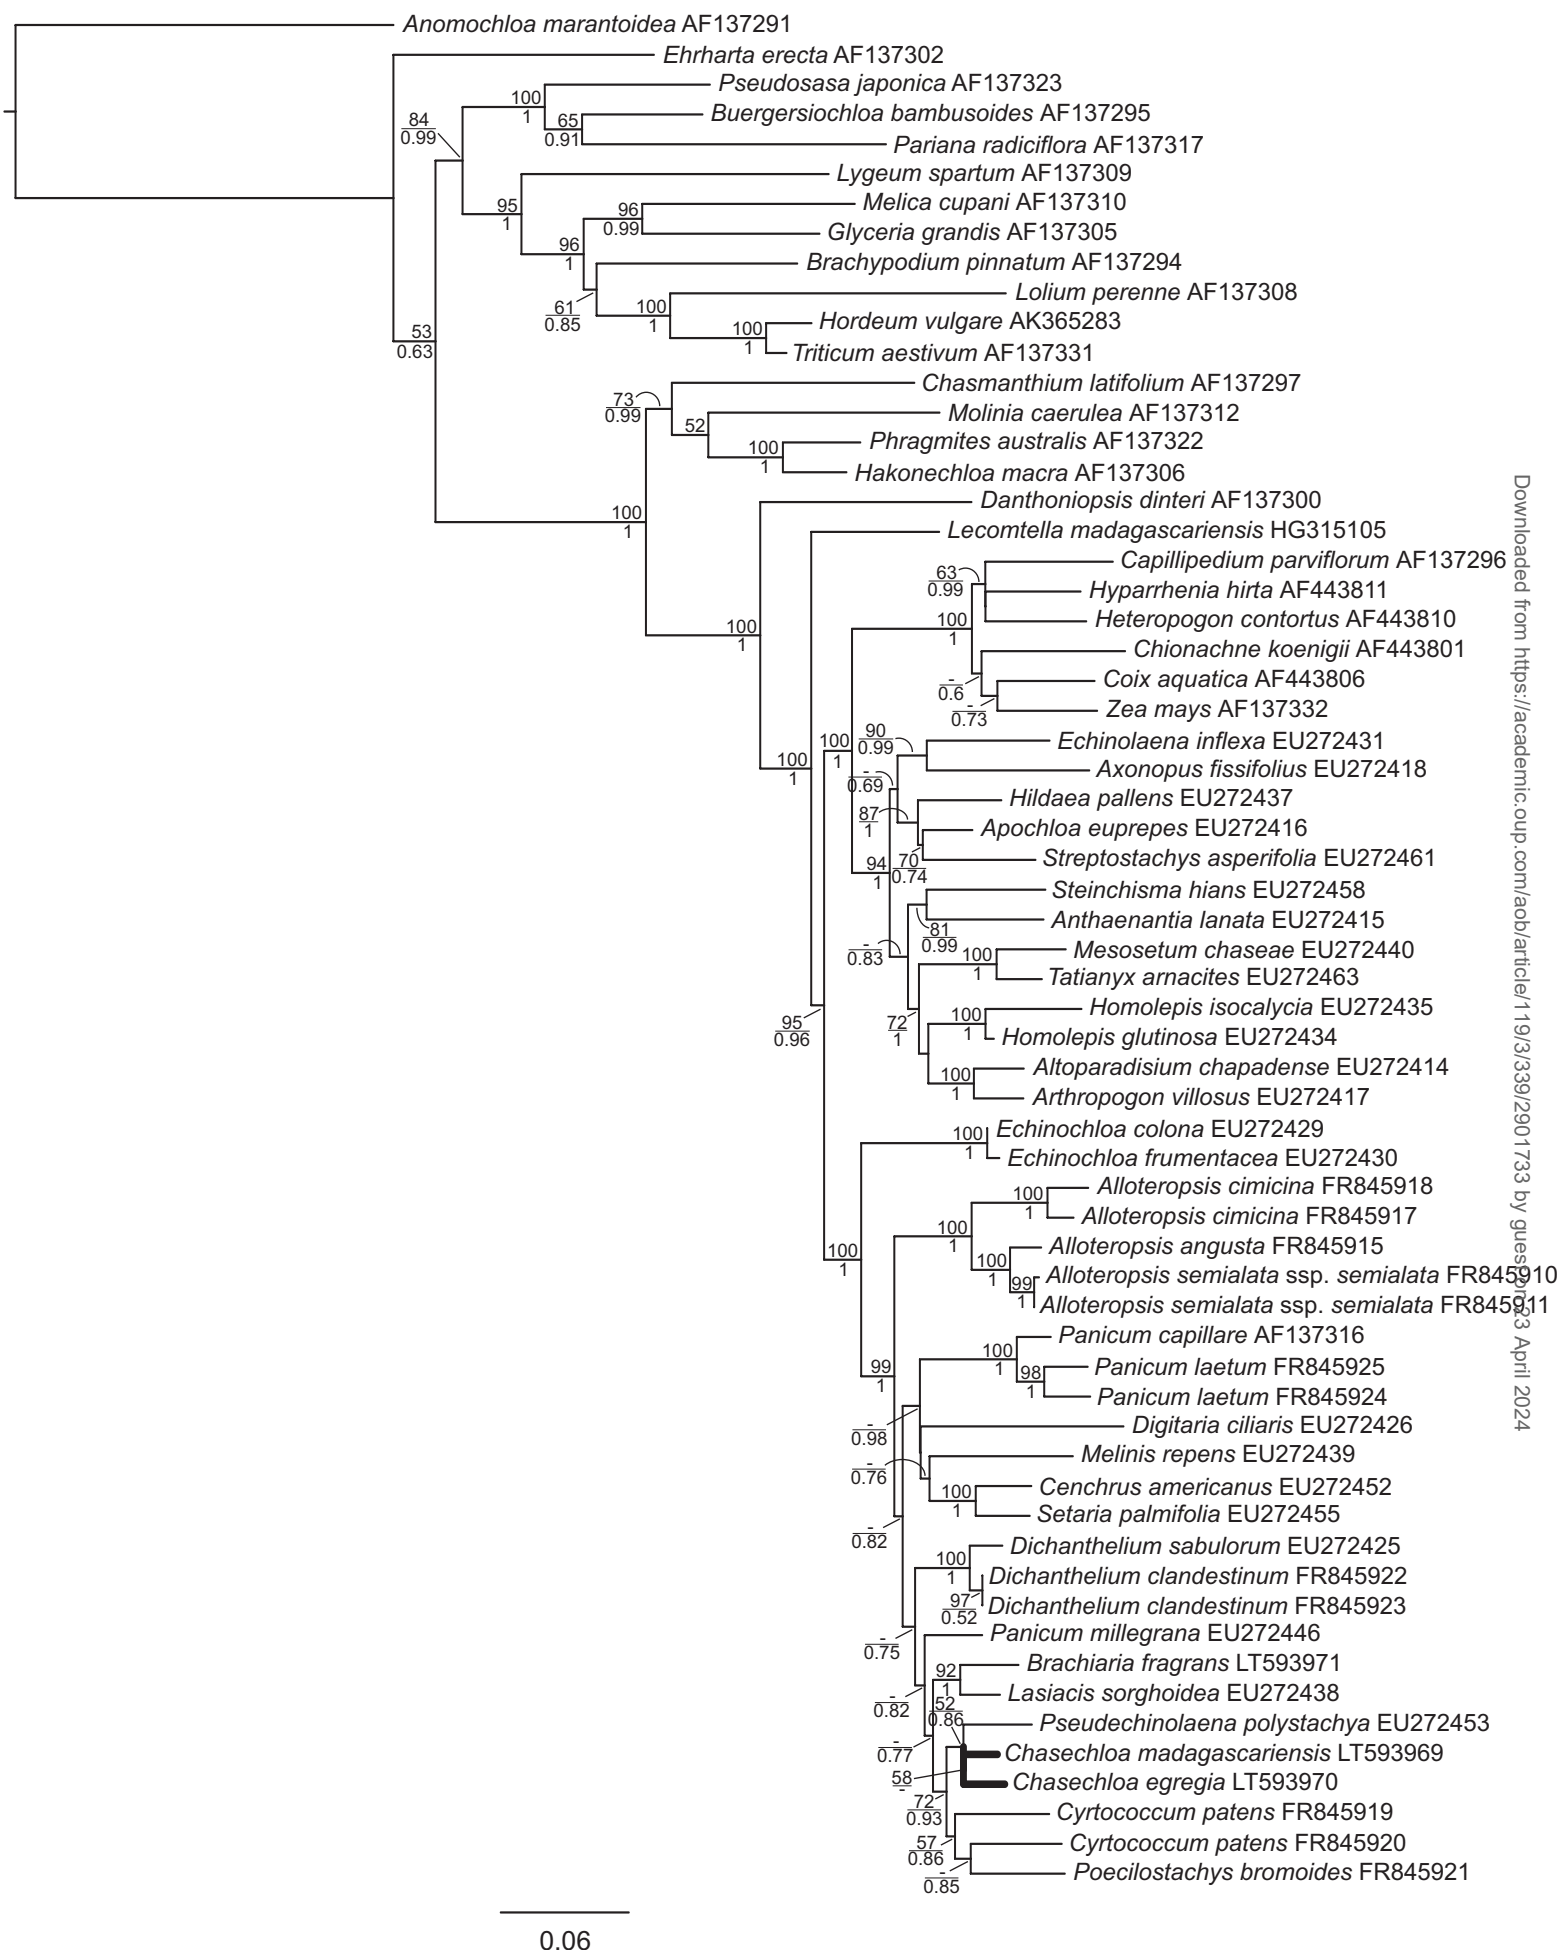 Anomochloa marantoidea AF137291
Ehrharta erecta AF137302
Pseudosasa japonica AF137323
100
1
Buergersiochloa bambusoides AF137295
65
0.91
84
0.99
Pariana radiciflora AF137317
Lygeum spartum AF137309
95
1
Melica cupani AF137310
96
0.99
Glyceria grandis AF137305
96
1
Brachypodium pinnatum AF137294
61
0.85
Lolium perenne AF137308
100
1
Hordeum vulgare AK365283
100
1
Triticum aestivum AF137331
53
0.63
Chasmanthium latifolium AF137297
73
0.99
Molinia caerulea AF137312
52
Phragmites australis AF137322
100
1
Hakonechloa macra AF137306
Danthoniopsis dinteri AF137300
100
1
Lecomtella madagascariensis HG315105
Capillipedium parviflorum AF137296
63
0.99
Hyparrhenia hirta AF443811
Heteropogon contortus AF443810
100
1
100
1
Chionachne koenigii AF443801
-
0.6
Coix aquatica AF443806
-
0.73
Zea mays AF137332
Echinolaena inflexa EU272431
90
0.99
100
1
100
1
Axonopus fissifolius EU272418
-
0.69
Hildaea pallens EU272437
87
1
Apochloa euprepes EU272416
70
0.74
94
1
Streptostachys asperifolia EU272461
Steinchisma hians EU272458
Anthaenantia lanata EU272415
81
0.99
-
0.83
Mesosetum chaseae EU272440
100
1
Tatianyx arnacites EU272463
Homolepis isocalycia EU272435
100
1
72
1
95
0.96
Homolepis glutinosa EU272434
Altoparadisium chapadense EU272414
100
1
Arthropogon villosus EU272417
Echinochloa colona EU272429
100
1
Echinochloa frumentacea EU272430
Alloteropsis cimicina FR845918
100
1
Alloteropsis cimicina FR845917
100
1
Alloteropsis angusta FR845915
100
1
100
1
Alloteropsis semialata ssp. semialata FR845910
99
1
Alloteropsis semialata ssp. semialata FR845911
Panicum capillare AF137316
100
1
Panicum laetum FR845925
99
1
98
1
Panicum laetum FR845924
Digitaria ciliaris EU272426
-
0.98
Melinis repens EU272439
-
0.76
Cenchrus americanus EU272452
100
1
Setaria palmifolia EU272455
-
0.82
Dichanthelium sabulorum EU272425
100
1
Dichanthelium clandestinum FR845922
97
0.52
Dichanthelium clandestinum FR845923
-
0.75
Panicum millegrana EU272446
Brachiaria fragrans LT593971
92
1
Lasiacis sorghoidea EU272438
-
0.82
52
0.86
Pseudechinolaena polystachya EU272453
-
0.77
Chasechloa madagascariensis LT593969
58
-
Chasechloa egregia LT593970
72
0.93
Cyrtococcum patens FR845919
57
0.86
Cyrtococcum patens FR845920
-
0.85
Poecilostachys bromoides FR845921
0.06
Downloaded from https://academic.oup.com/aob/article/119/3/339/2901733 by guest on 23 April 2024